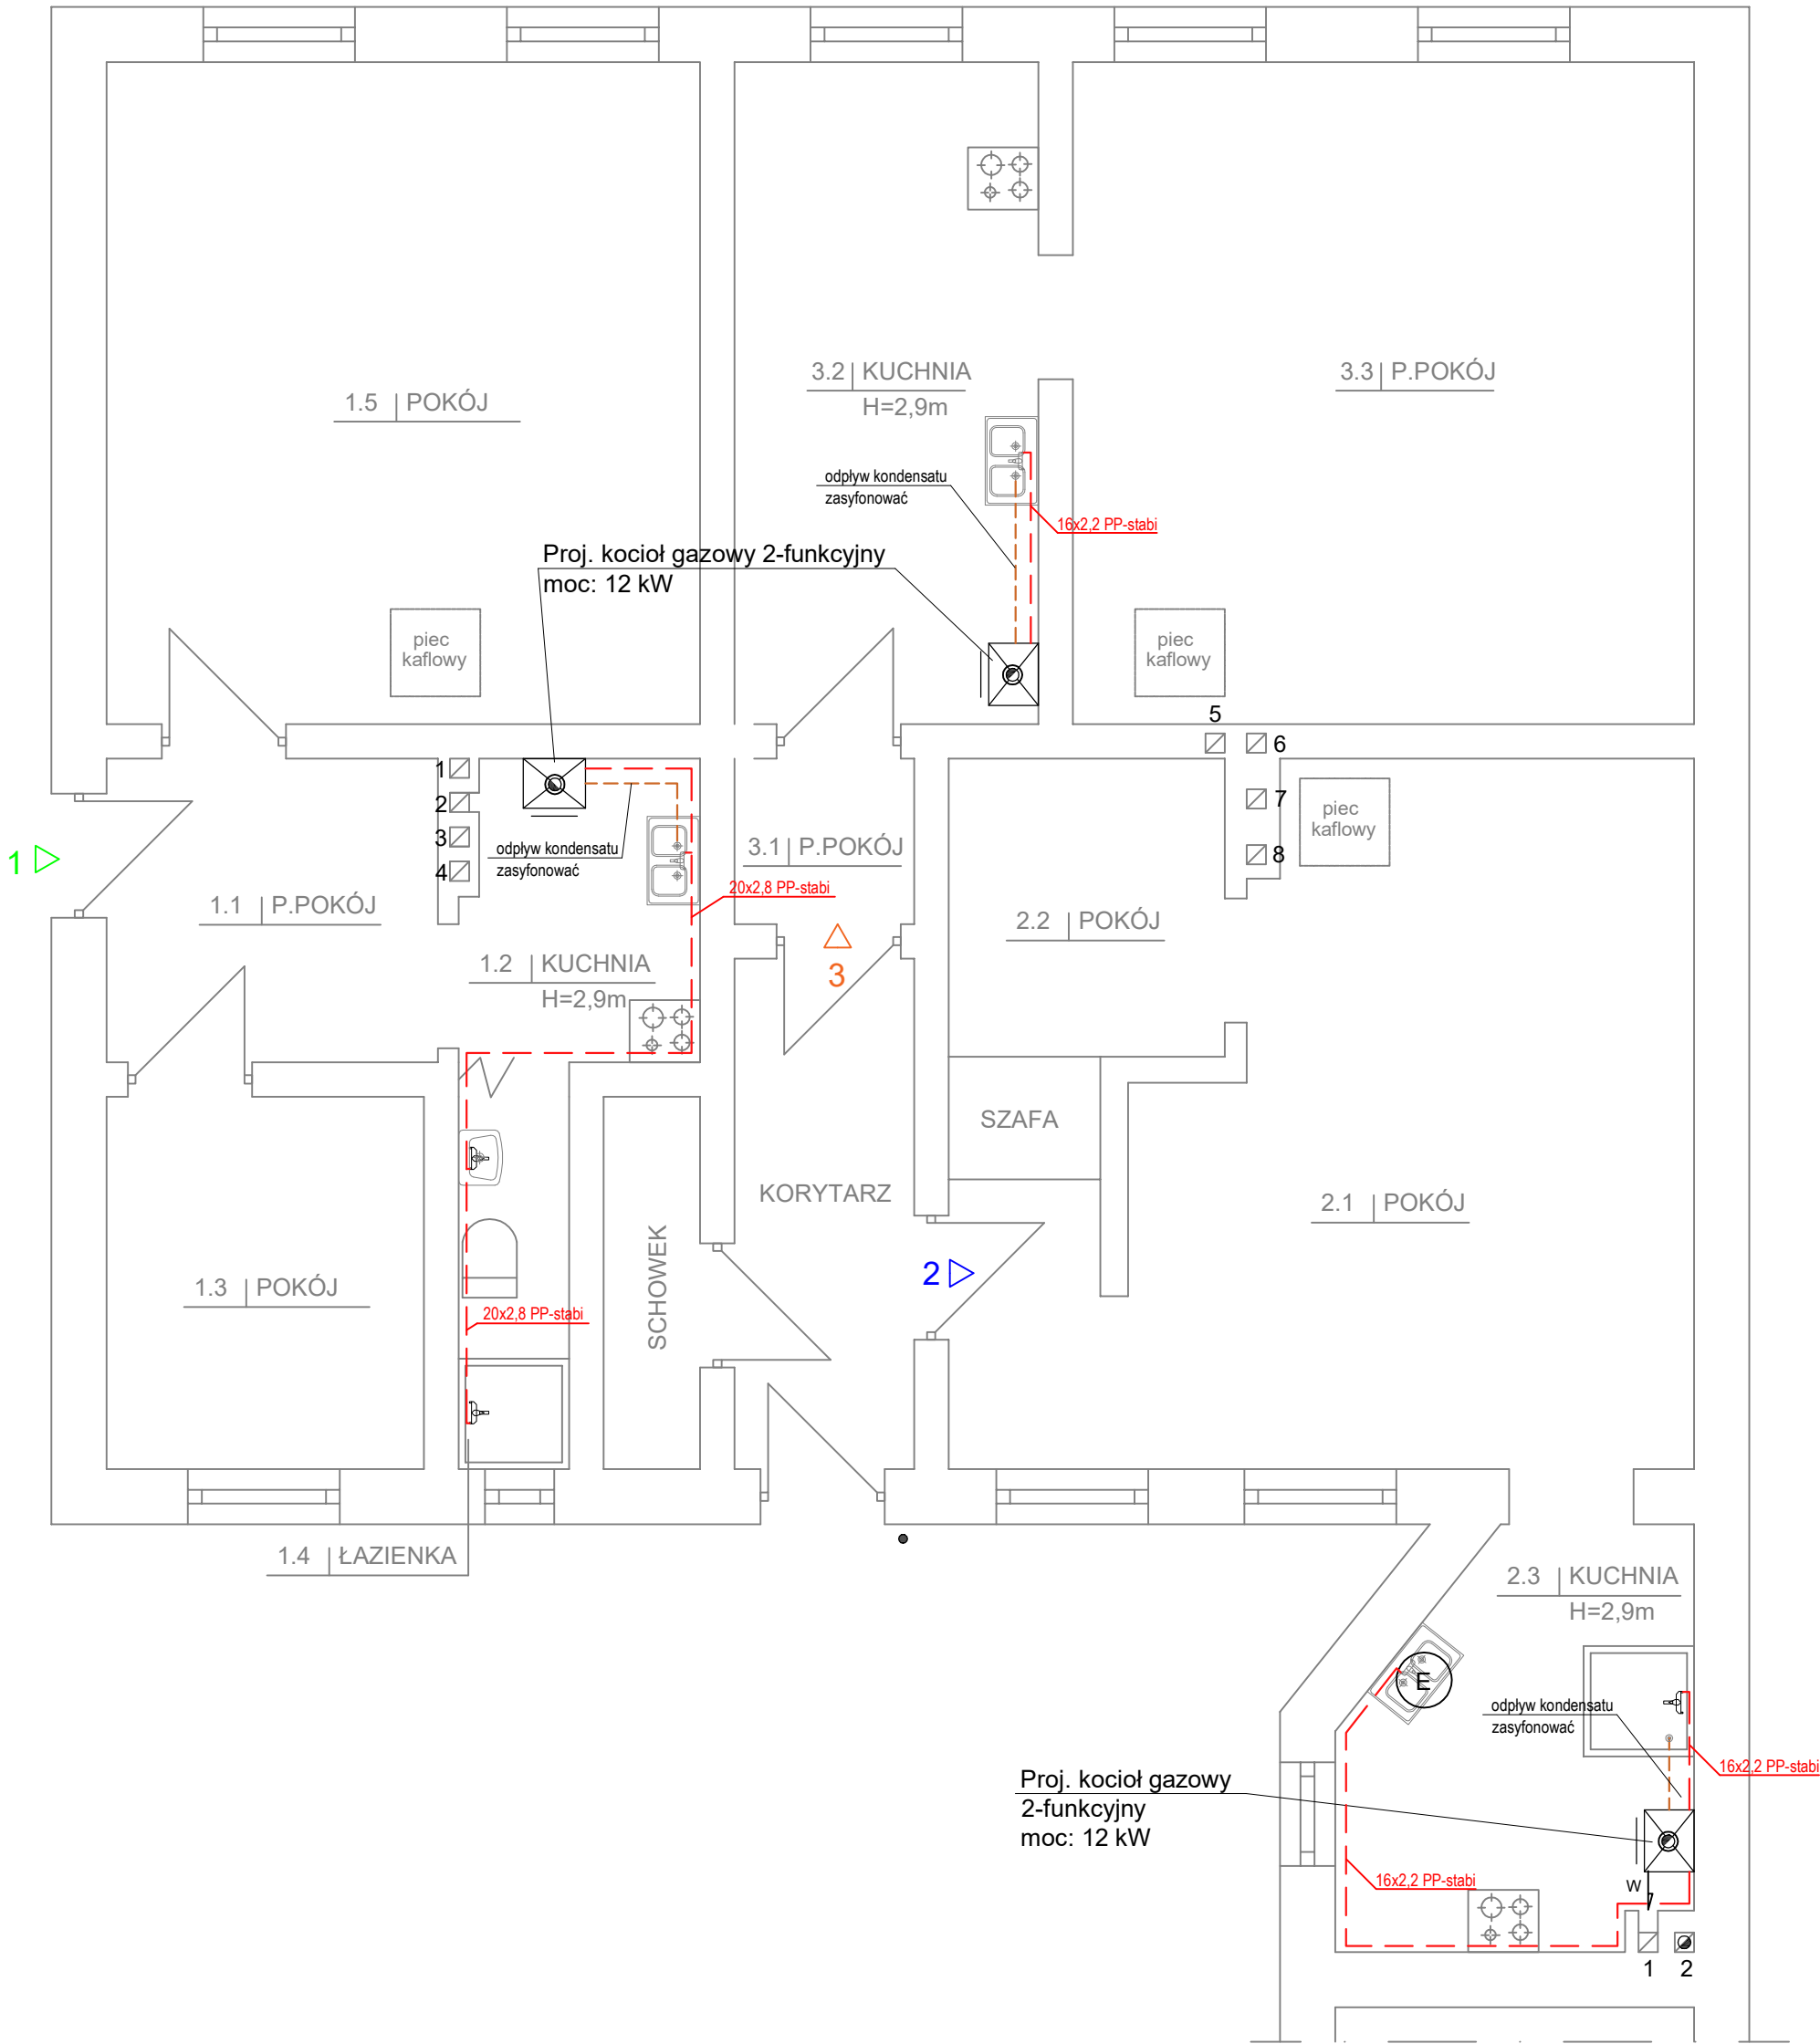 1.5 | POKÓJ
3.2 | KUCHNIA
H=2,9m
3.3 | P.POKÓJ
odpływ kondensatu
zasyfonować
16x2,2 PP-stabi
Proj. kocioł gazowy 2-funkcyjny
moc: 12 kW
piec
kaflowy
piec
kaflowy
5
6
7
8
piec
kaflowy
1
2
3
4
odpływ kondensatu
zasyfonować
1
3.1 | P.POKÓJ
20x2,8 PP-stabi
1.1 | P.POKÓJ
2.2 | POKÓJ
1.2 | KUCHNIA
H=2,9m
3
SZAFA
KORYTARZ
2.1 | POKÓJ
SCHOWEK
2
1.3 | POKÓJ
20x2,8 PP-stabi
1.4 | ŁAZIENKA
2.3 | KUCHNIA
H=2,9m
E
odpływ kondensatu
zasyfonować
16x2,2 PP-stabi
Proj. kocioł gazowy
2-funkcyjny
moc: 12 kW
16x2,2 PP-stabi
W
1
2